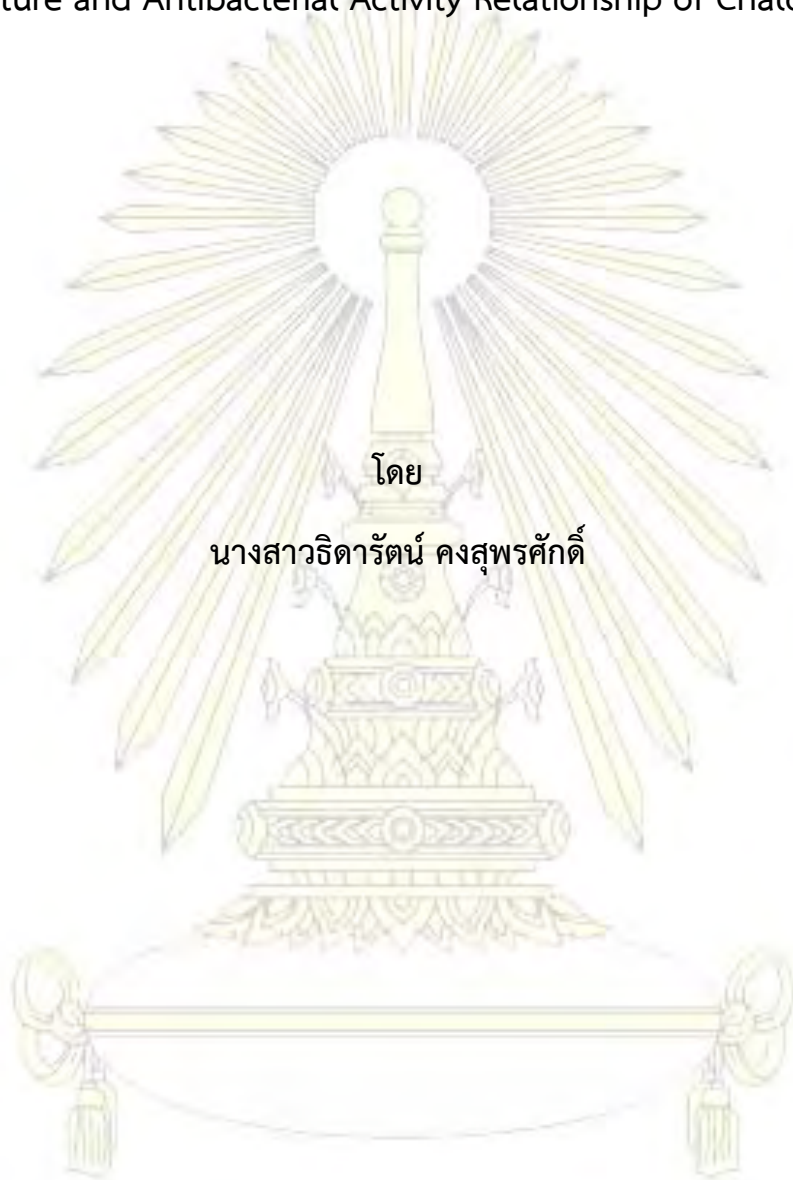 ture and Antibacterial Activity Relationship of Chalc
โดย
นางสาวธิดารัตน์ คงสุพรศักดิ์